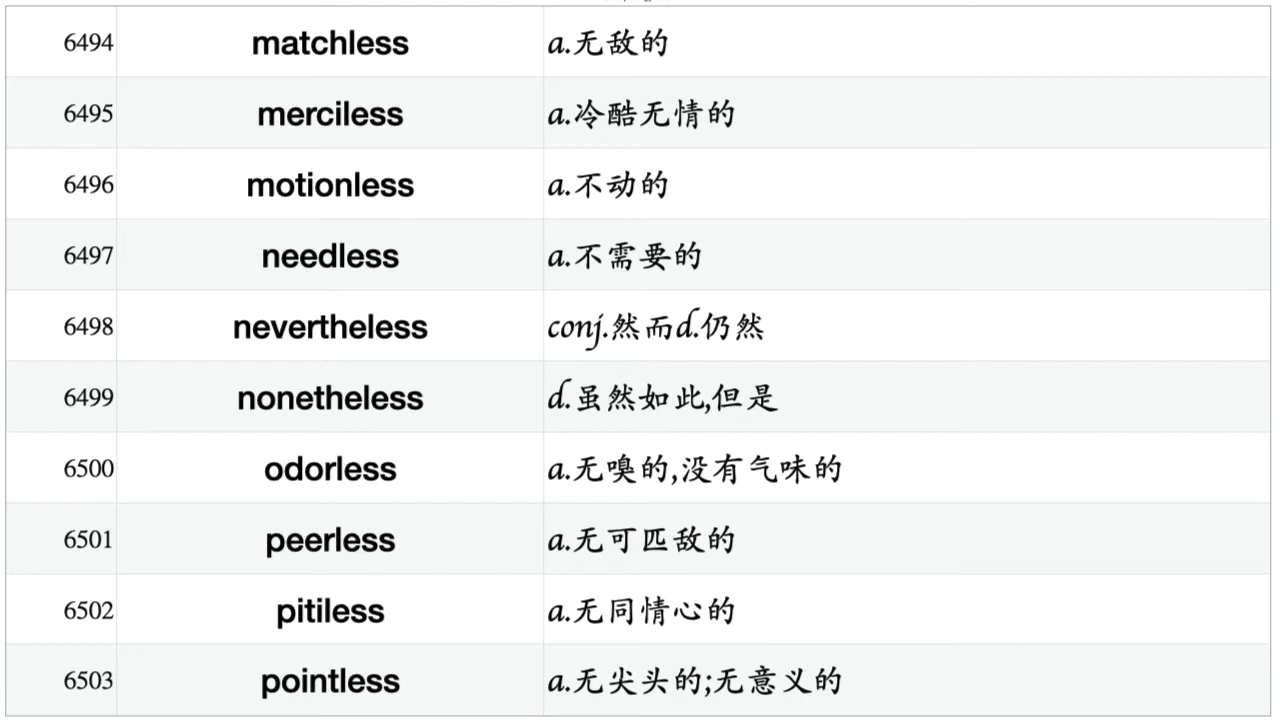 6494 matchless a.无敌的
6495 merciless a.冷酷无情的
6496 motionless a.不动的
6497 needless a.不需要的
6498 nevertheless conj.然而d.仍然
6499 nonetheless d.虽然如此,但是
6500 odorless a.无嗅的,没有气味的
6501 peerless a.无可匹敌的
6502 pitiless a.无同情心的
6503 pointless a.无尖头的;无意义的